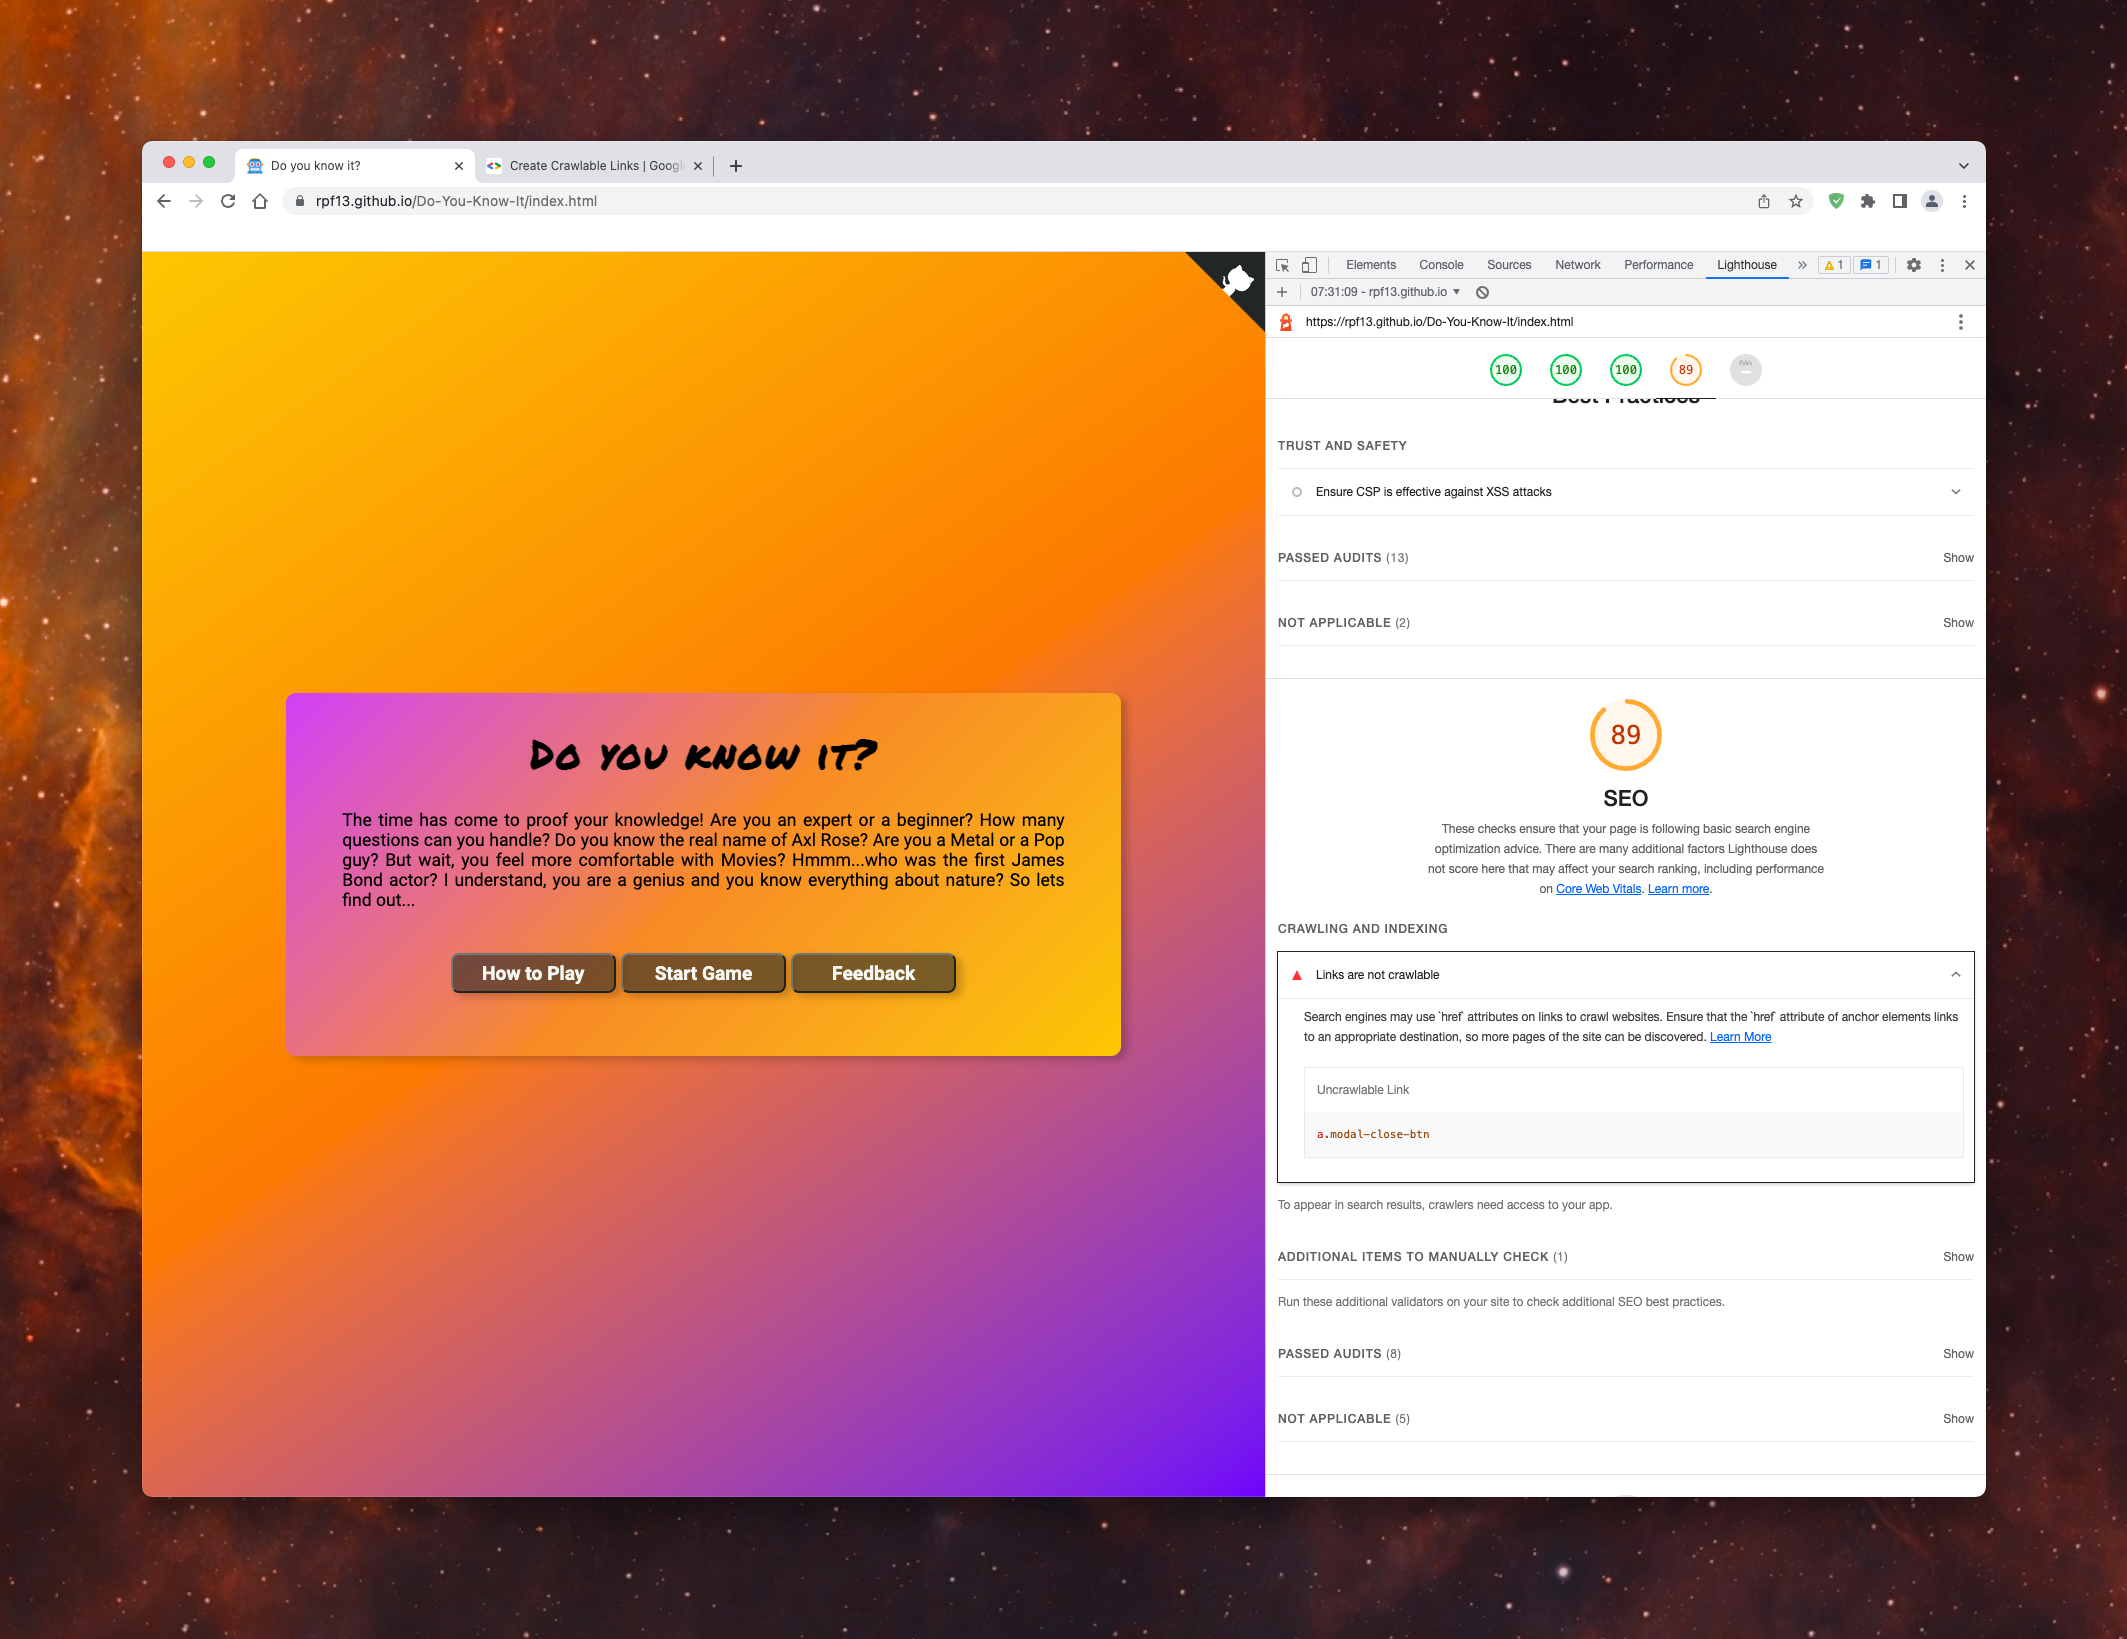 Do you know it?
Create Crawlable Links | Googl
rpf13.github.io/Do-You-Know-It/index.html
Do you know it?
The time has come to proof your knowledge! Are you an expert or a beginner? How many
questions can you handle? Do you know the real name of Axl Rose? Are you a Metal or a Pop
guy? But wait, you feel more comfortable with Movies? Hmmm...who was the first James
Bond actor? I understand, you are a genius and you know everything about nature? So lets
find out...
How to Play
Start Game
Feedback
Elements
Console
Sources
Network
Performance
Lighthouse
1
1
07:31:09 - rpf13.github.io
https://rpf13.github.io/Do-You-Know-It/index.html
100
100
100
89
Best Practices
TRUST AND SAFETY
Ensure CSP is effective against XSS attacks
PASSED AUDITS (13)
Show
NOT APPLICABLE (2)
Show
89
SEO
These checks ensure that your page is following basic search engine
optimization advice. There are many additional factors Lighthouse does
not score here that may affect your search ranking, including performance
on Core Web Vitals. Learn more.
CRAWLING AND INDEXING
Links are not crawlable
Search engines may use `href` attributes on links to crawl websites. Ensure that the `href` attribute of anchor elements links
to an appropriate destination, so more pages of the site can be discovered. Learn More
Uncrawlable Link
a.modal-close-btn
To appear in search results, crawlers need access to your app.
ADDITIONAL ITEMS TO MANUALLY CHECK (1)
Show
Run these additional validators on your site to check additional SEO best practices.
PASSED AUDITS (8)
Show
NOT APPLICABLE (5)
Show